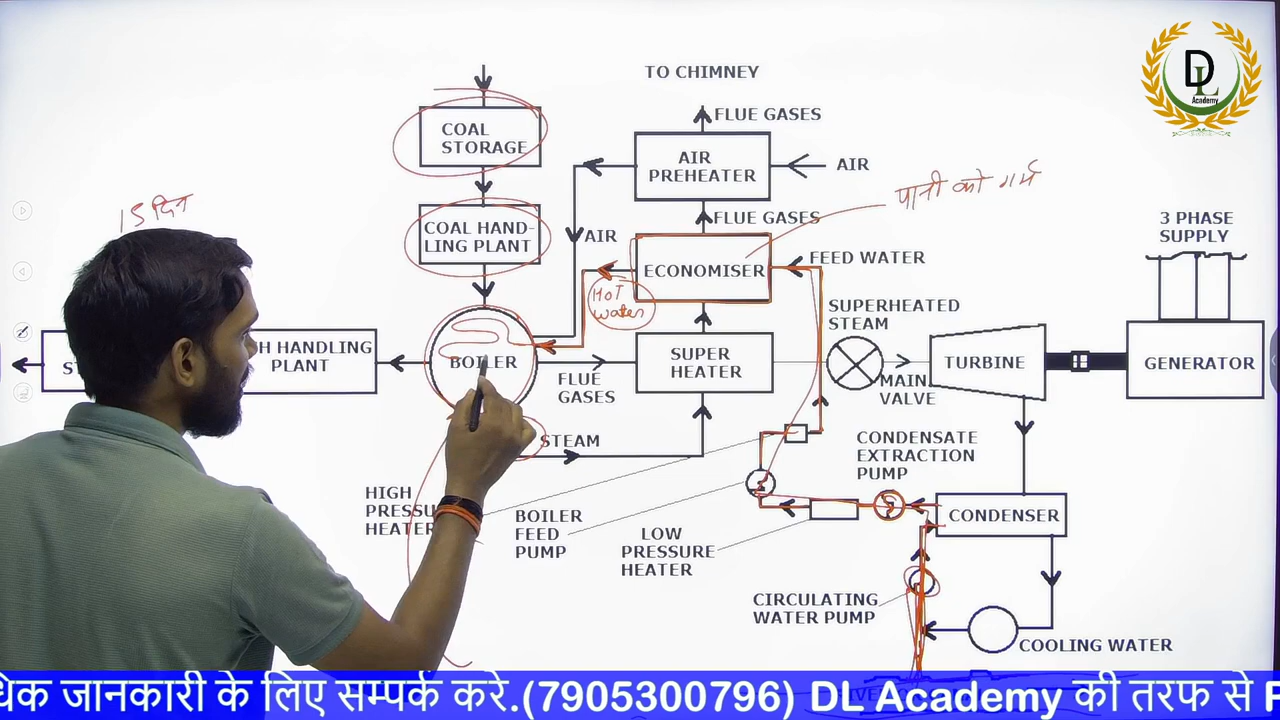 TO CHIMNEY
FLUE GASES
DL
Academy
COAL
STORAGE
AIR
PREHEATER
AIR
पानी को गर्म
15 दिन
COAL HAND-
LING PLANT
AIR
FLUE GASES
3 PHASE
SUPPLY
ECONOMISER
FEED WATER
HOT
water
SUPERHEATED
STEAM
H HANDLING
PLANT
BOILER
FLUE
GASES
SUPER
HEATER
MAIN
VALVE
TURBINE
GENERATOR
STEAM
CONDENSATE
EXTRACTION
PUMP
HIGH
PRESSU
HEATER
BOILER
FEED
PUMP
LOW
PRESSURE
HEATER
CONDENSER
CIRCULATING
WATER PUMP
COOLING WATER
धिक जानकारी के लिए सम्पर्क करे.(7905300796) DL Academy की तरफ से F